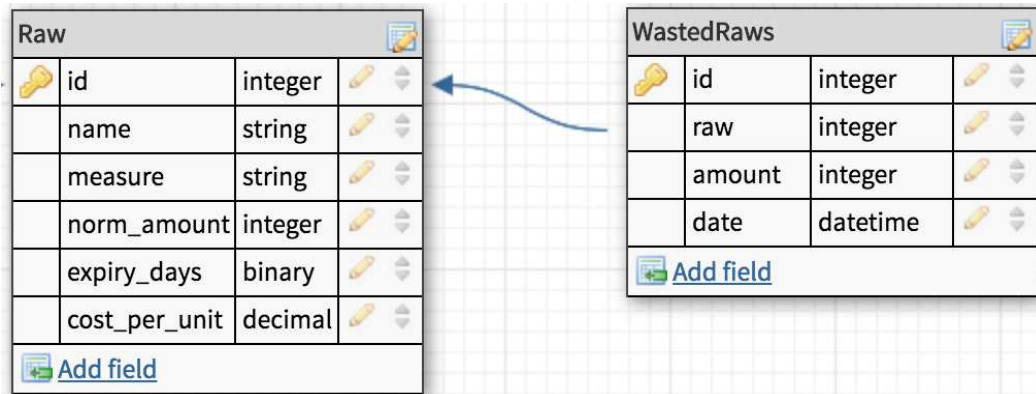 Raw
id integer
name string
measure string
norm_amount integer
expiry_days binary
cost_per_unit decimal
Add field
WastedRaws
id integer
raw integer
amount integer
date datetime
Add field